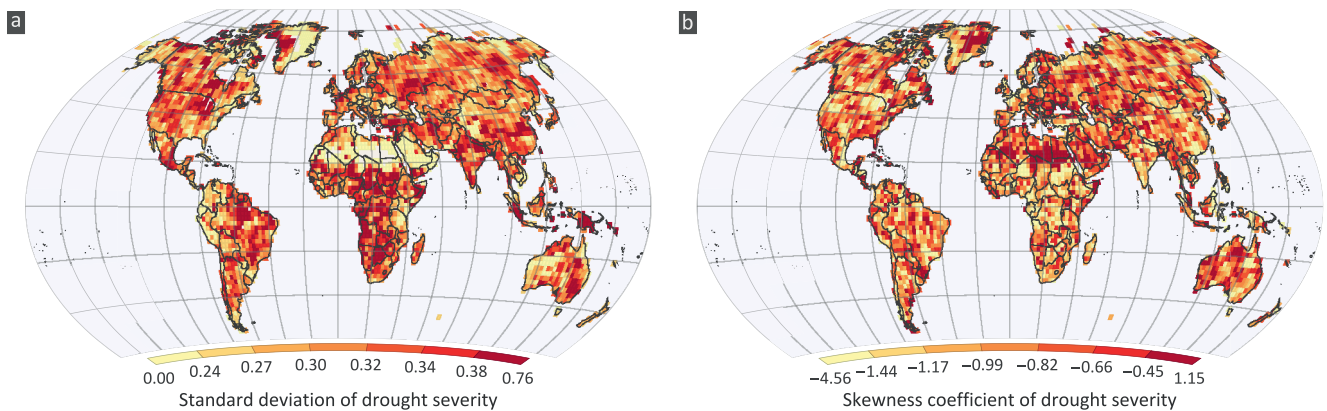 a
0.00 0.24 0.27 0.30 0.32 0.34 0.38 0.76
Standard deviation of drought severity
b
−4.56 −1.44 −1.17 −0.99 −0.82 −0.66 −0.45 1.15
Skewness coefficient of drought severity